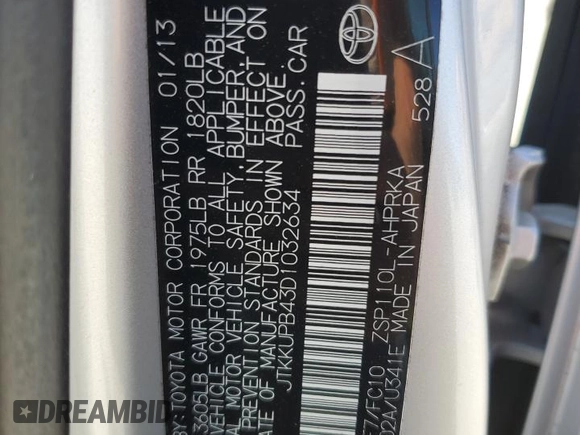 BY TOYOTA MOTOR CORPORATION 01/13
3605LB GAWR FR 1975LB RR 1820LB
VEHICLE CONFORMS TO ALL APPLICABLE
MOTOR VEHICLE SAFETY, BUMPER, AND
PREVENTION STANDARDS IN EFFECT ON
OF MANUFACTURE SHOWN ABOVE
JTKKUPB43D1032634 PASS.CAR
FC10 ZSP110L-AHPRKA
U341E MADE IN JAPAN 528 A
© DREAMBID